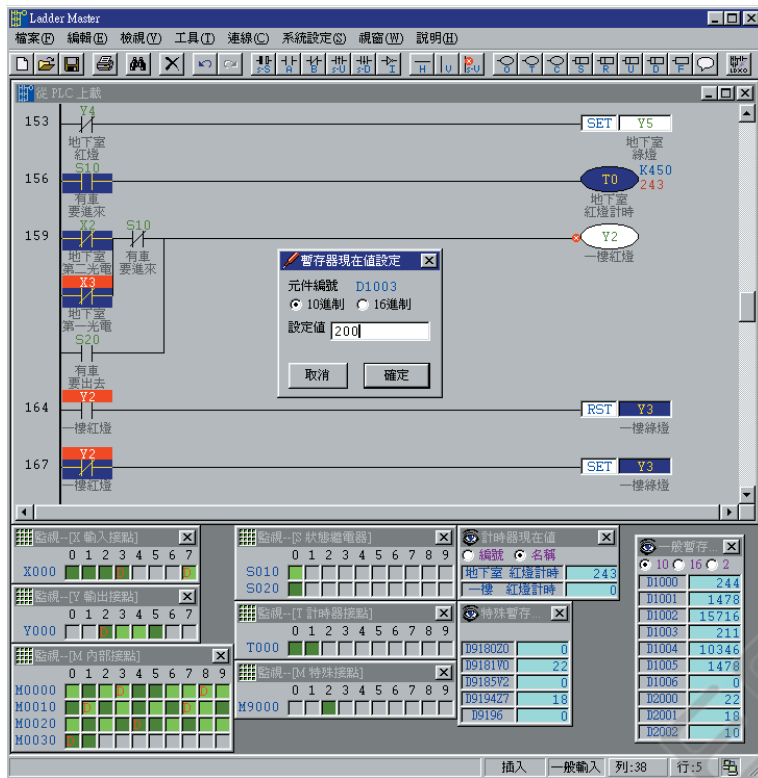 Ladder Master
檔案(F) 編輯(E) 檢視(V) 工具(T) 連線(C) 系統設定(S) 視窗(W) 說明(H)
s-S A B s-U s-D I H U s-U O T C S R U D F LDXO
從 PLC 上載
153 Y4 SET Y5
地下室 紅燈 地下室 綠燈
156 S10 T0 K450 243
有車 要進來 地下室 紅燈計時
159 X2 S10 Y2
地下室 第二光電 有車 要進來 一樓紅燈
X3
地下室 第一光電
S20
有車 要出去
164 Y2 RST Y3
一樓紅燈 一樓綠燈
167 Y2 SET Y3
一樓紅燈 一樓綠燈
暫存器現在值設定
元件編號 D1003
10進制 16進制
設定值 200
取消 確定
監視--[X 輸入接點]
0 1 2 3 4 5 6 7
X000
監視--[Y 輸出接點]
0 1 2 3 4 5 6 7
Y000
監視--[M 內部接點]
0 1 2 3 4 5 6 7 8 9
M0000
M0010
M0020
M0030
監視--[S 狀態繼電器]
0 1 2 3 4 5 6 7 8 9
S010
S020
監視--[T 計時器接點]
0 1 2 3 4 5 6 7 8 9
T000
監視--[M 特殊接點]
0 1 2 3 4 5 6 7 8 9
M9000
計時器現在值
編號 名稱
地下室 紅燈計時 243
一樓 紅燈計時 0
特殊暫存...
D9180Z0 0
D9181V0 22
D9185V2 0
D9194Z7 18
D9196 0
一般暫存...
10 16 2
D1000 244
D1001 1478
D1002 15716
D1003 211
D1004 10346
D1005 1478
D1006 0
D2000 22
D2001 18
D2002 10
插入 一般輸入 列:38 行:5